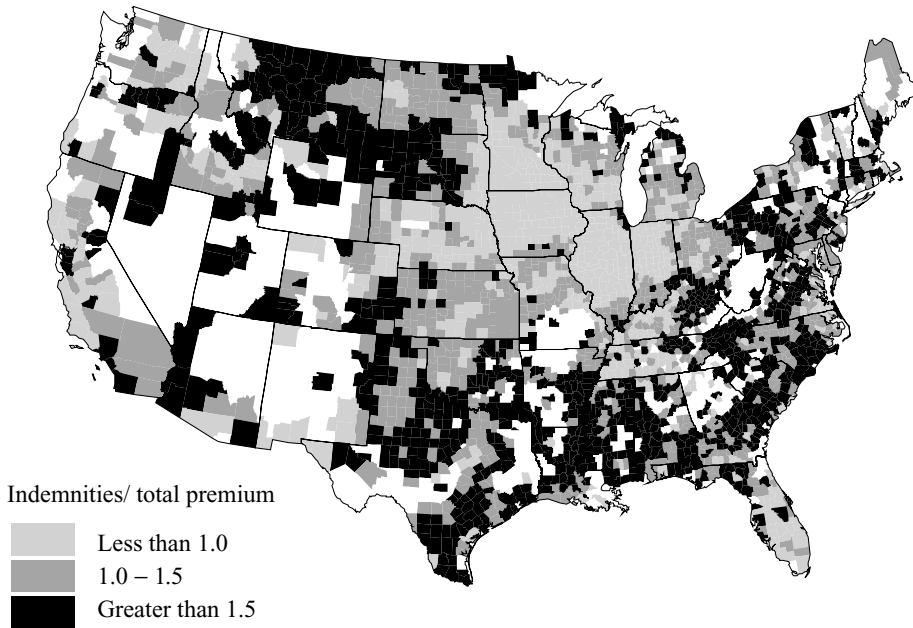 Indemnities/ total premium
Less than 1.0
1.0 – 1.5
Greater than 1.5